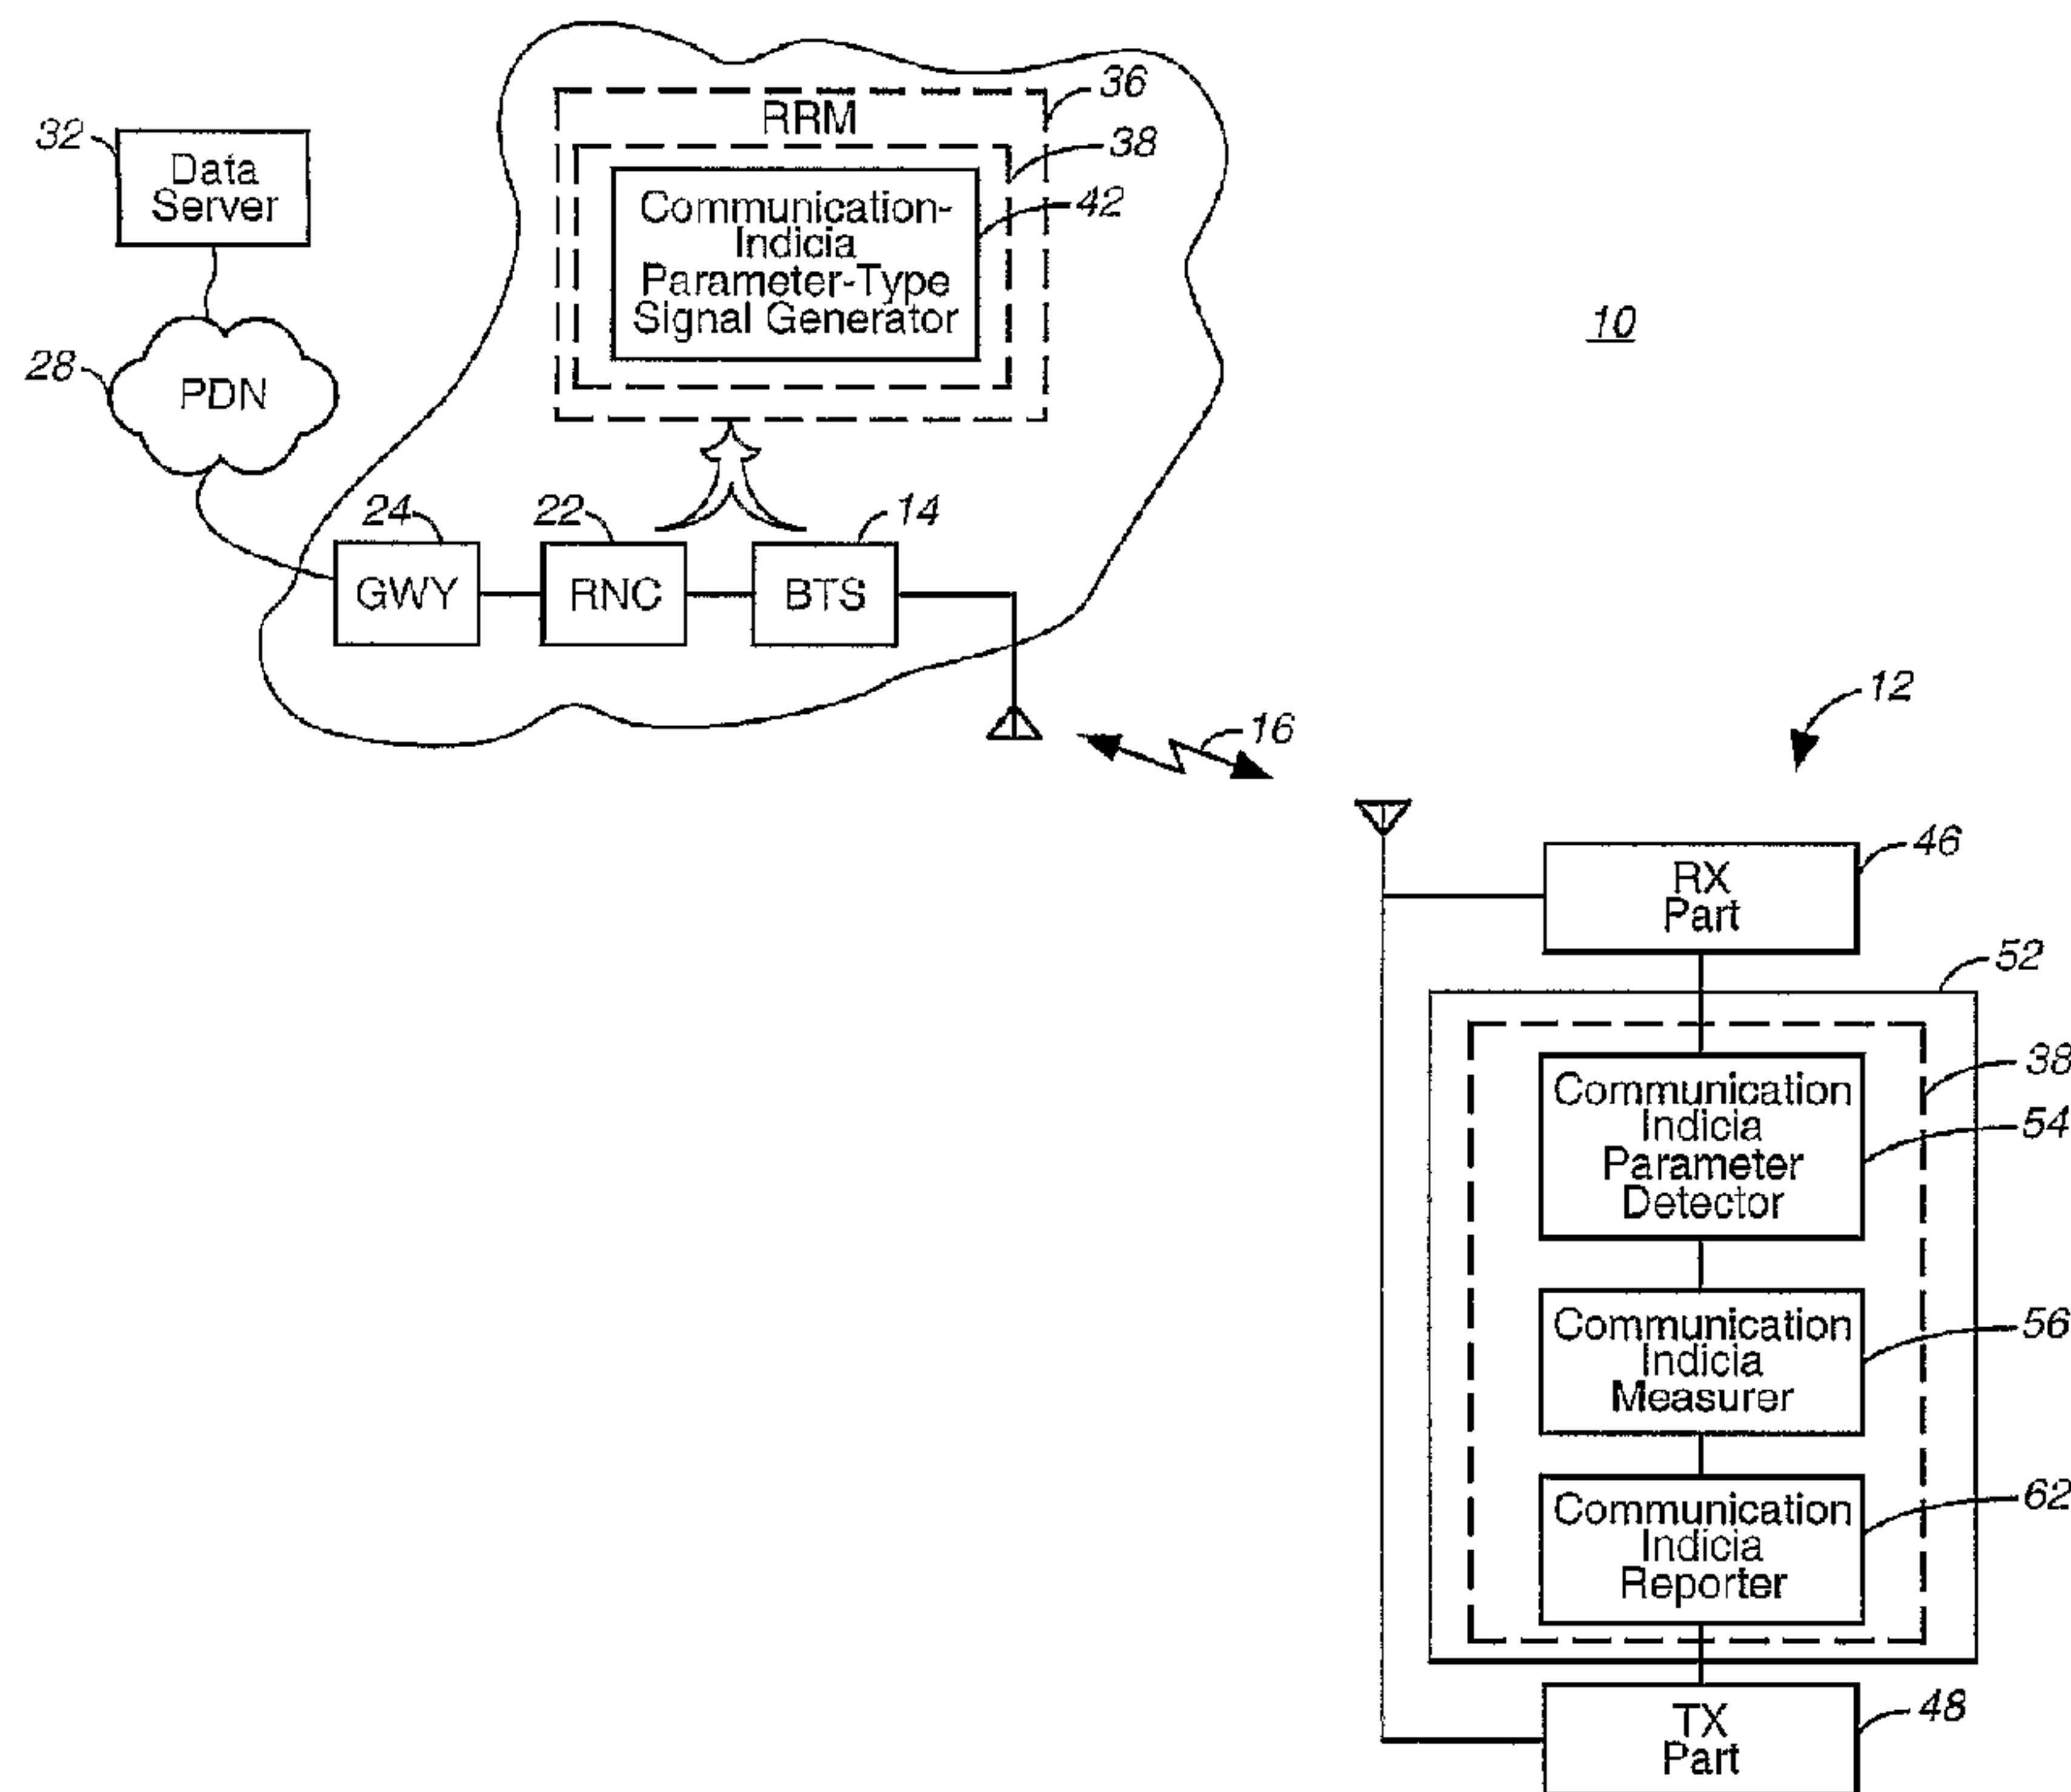 36
RRM
32
Data
Server
38
Communication-
Indicia
Parameter-Type
Signal Generator
42
10
28
PDN
24
22
14
GWY
RNC
BTS
12
16
RX
Part
46
52
38
Communication
Indicia
Parameter
Detector
54
Communication
Indicia
Measurer
56
Communication
Indicia
Reporter
62
TX
Part
48